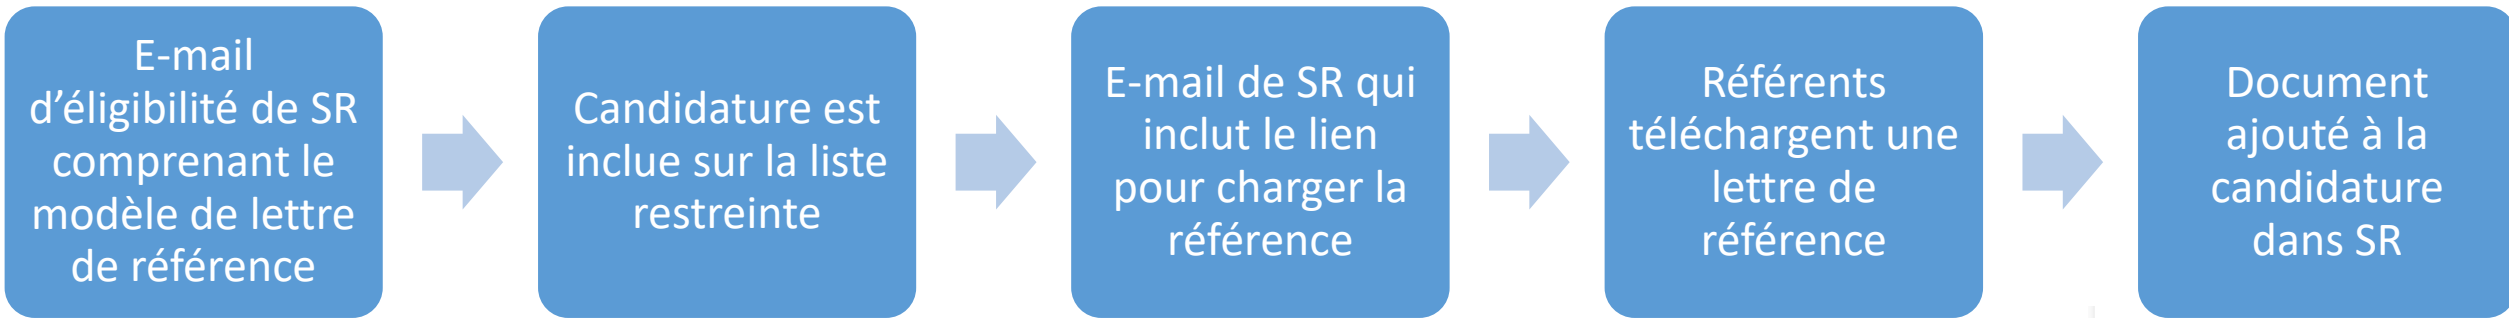 E-mail
d’éligibilité de SR
comprenant le
modèle de lettre
de référence
Candidature est
inclue sur la liste
restreinte
E-mail de SR qui
inclut le lien
pour charger la
référence
Référents
téléchargent une
lettre de
référence
Document
ajouté à la
candidature
dans SR